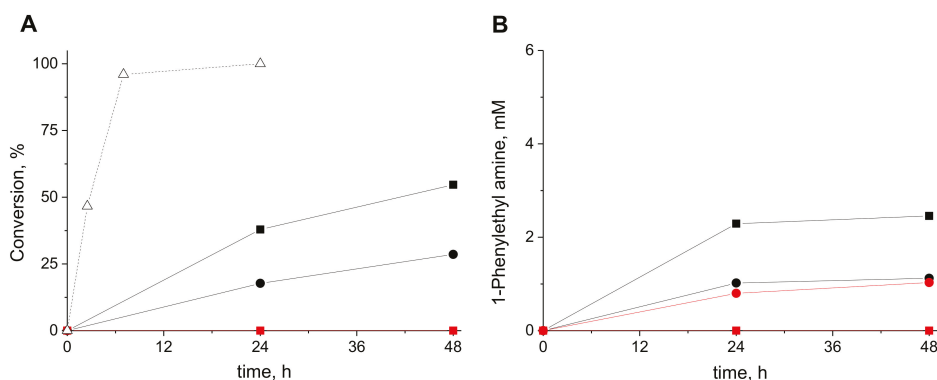 A
Conversion, %
100
75
50
25
0
0 12 24 36 48
time, h
B
1-Phenylethyl amine, mM
6
4
2
0
0 12 24 36 48
time, h